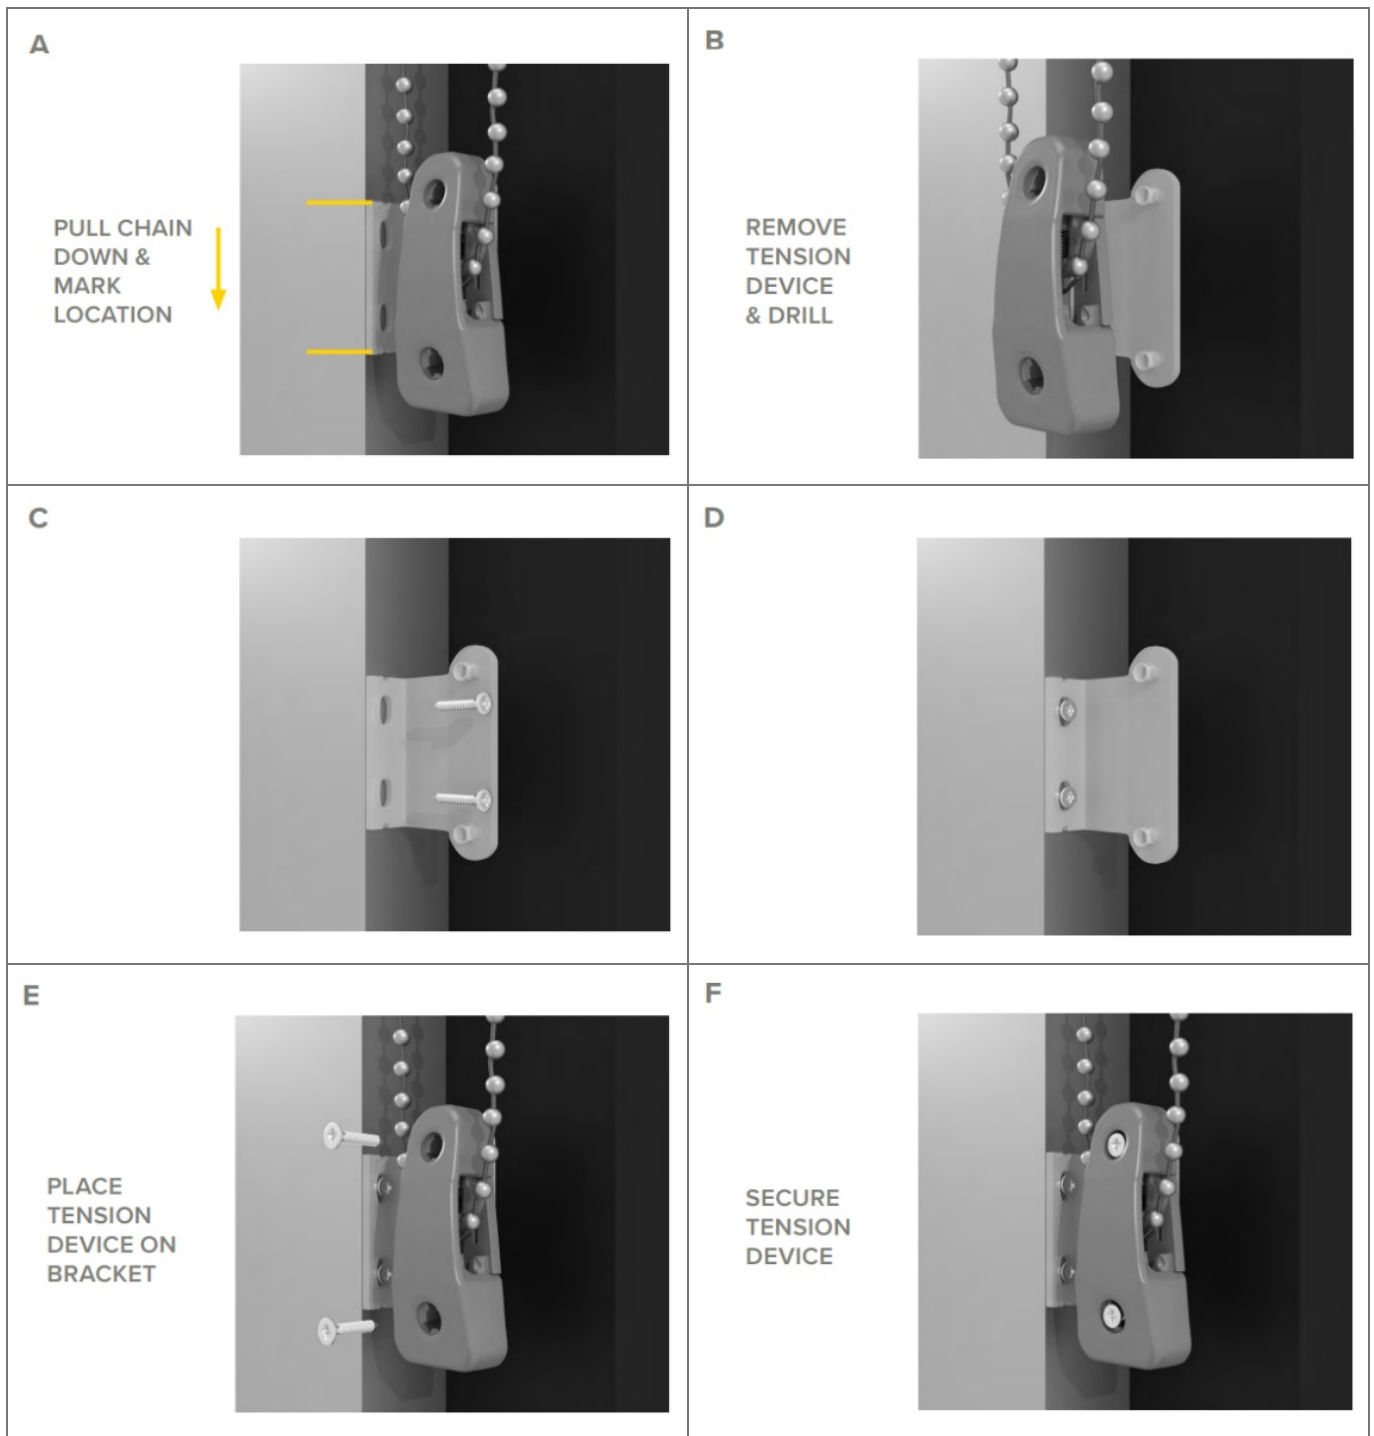 A
PULL CHAIN
DOWN &
MARK
LOCATION
B
REMOVE
TENSION
DEVICE
& DRILL
C
D
E
PLACE
TENSION
DEVICE ON
BRACKET
F
SECURE
TENSION
DEVICE